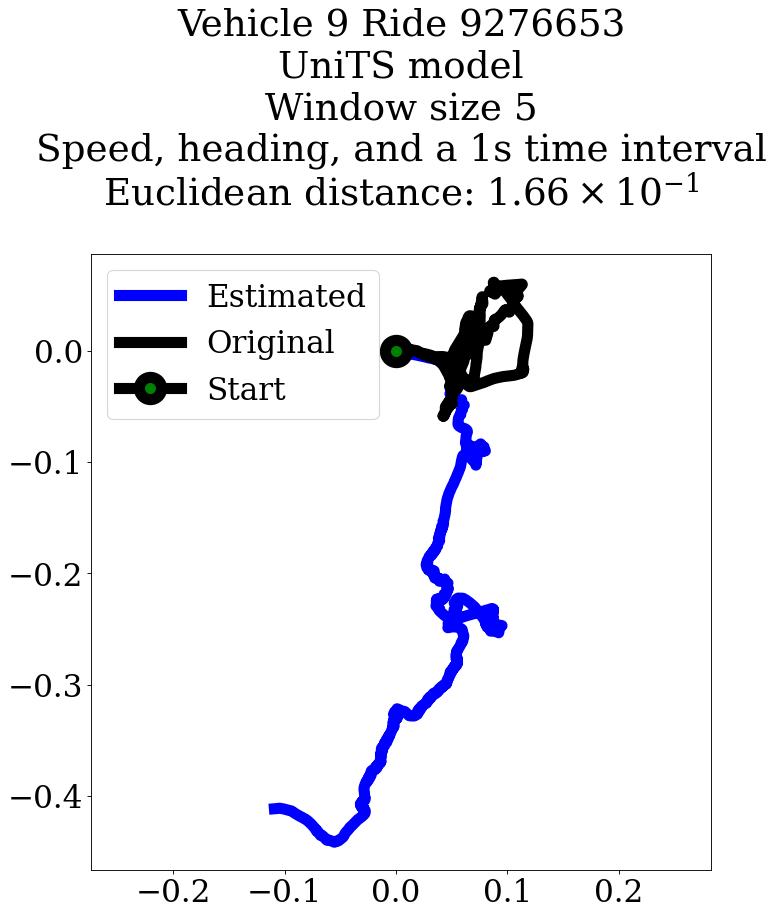 Vehicle 9 Ride 9276653
UniTS model
Window size 5
Speed, heading, and a 1s time interval
Euclidean distance: 1.66 × 10⁻¹
Estimated
Original
Start
0.0
−0.1
−0.2
−0.3
−0.4
−0.2 −0.1 0.0 0.1 0.2